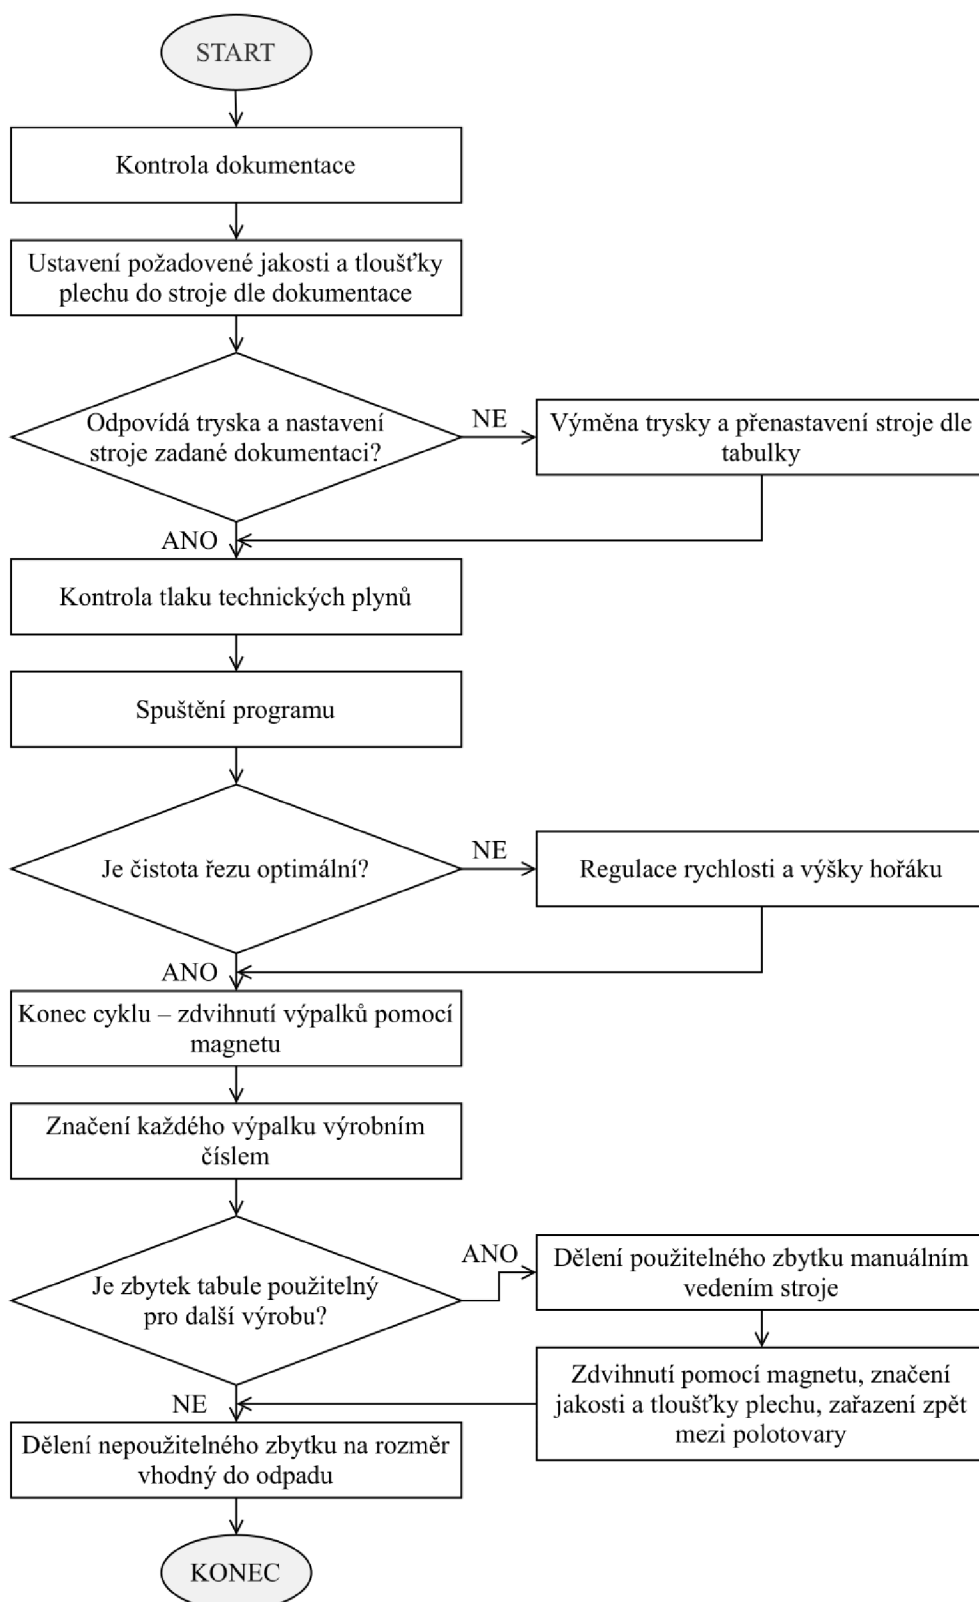 START
Kontrola dokumentace
Ustavení požadovené jakosti a tloušťky
plechu do stroje dle dokumentace
Odpovídá tryska a nastavení
stroje zadané dokumentaci?
NE
Výměna trysky a přenastavení stroje dle
tabulky
ANO
Kontrola tlaku technických plynů
Spuštění programu
Je čistota řezu optimální?
NE
Regulace rychlosti a výšky hořáku
ANO
Konec cyklu – zdvihnutí výpalků pomocí
magnetu
Značení každého výpalku výrobním
číslem
Je zbytek tabule použitelný
pro další výrobu?
ANO
Dělení použitelného zbytku manuálním
vedením stroje
Zdvihnutí pomocí magnetu, značení
jakosti a tloušťky plechu, zařazení zpět
mezi polotovary
NE
Dělení nepoužitelného zbytku na rozměr
vhodný do odpadu
KONEC